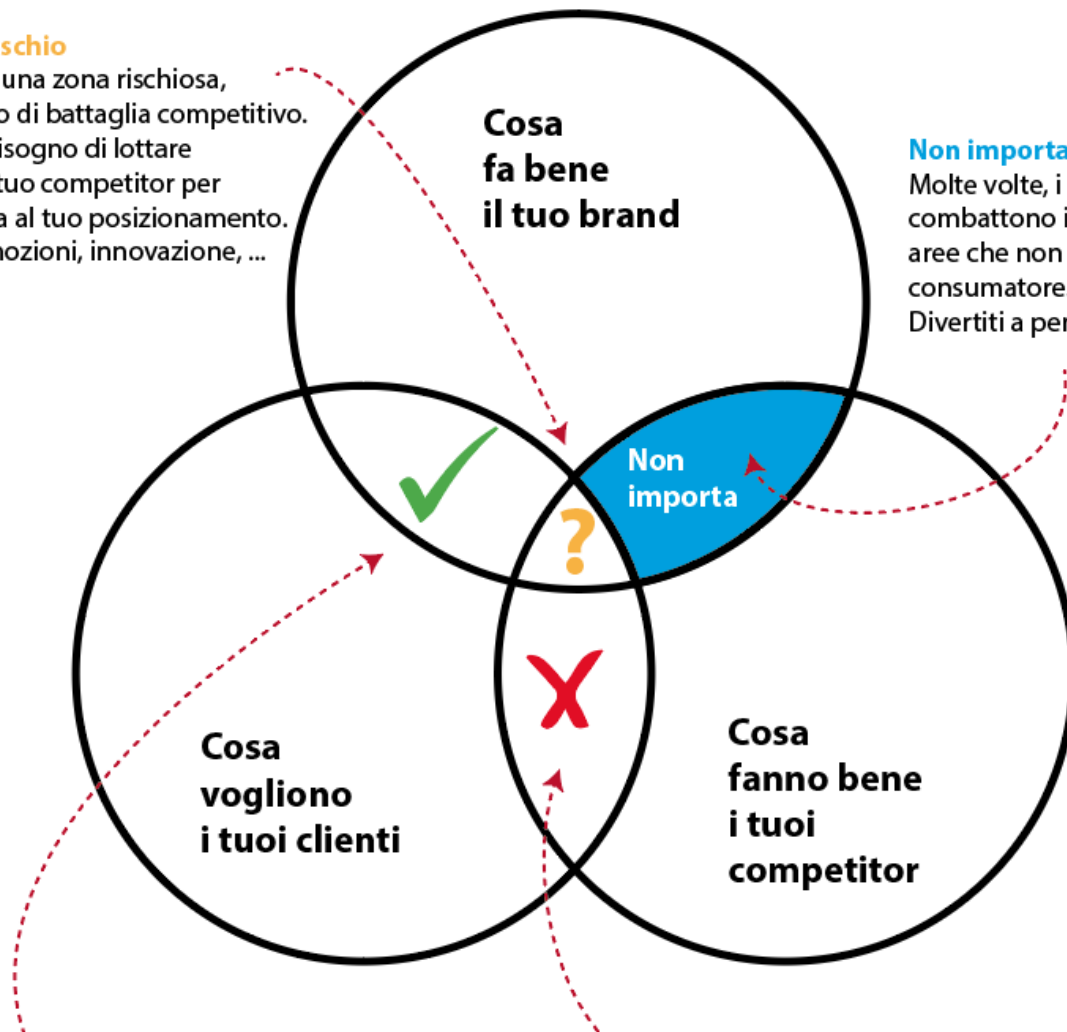 schio
una zona rischiosa,
o di battaglia competitivo.
isogno di lottare
tuo competitor per
a al tuo posizionamento.
nozioni, innovazione, ...
Cosa
fa bene
il tuo brand
Non importa
Molte volte, i
combattono i
aree che non
consumatore
Divertiti a per
Non
importa
?
Cosa
vogliono
i tuoi clienti
Cosa
fanno bene
i tuoi
competitor